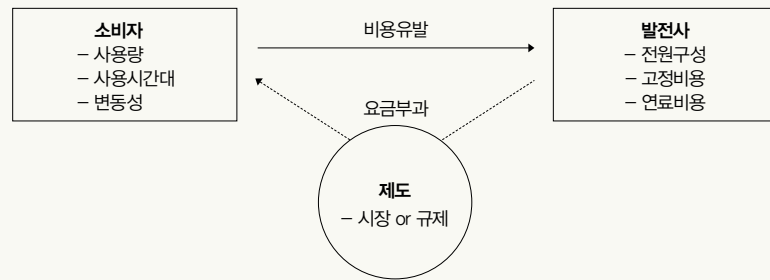 소비자
– 사용량
– 사용시간대
– 변동성
비용유발
발전사
– 전원구성
– 고정비용
– 연료비용
요금부과
제도
– 시장 or 규제